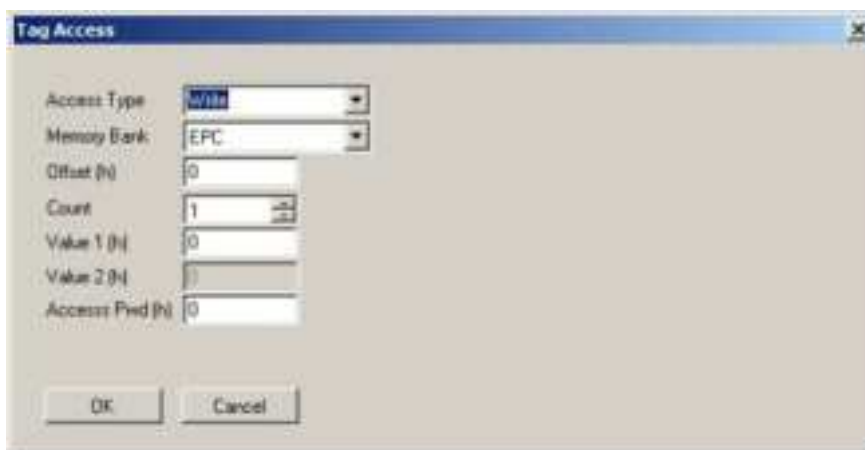 Tag Access
Access Type Write
Memory Bank EPC
Offset (h) 0
Count 1
Value 1 (h) 0
Value 2 (h) 0
Accesss Pwd (h) 0
OK Cancel